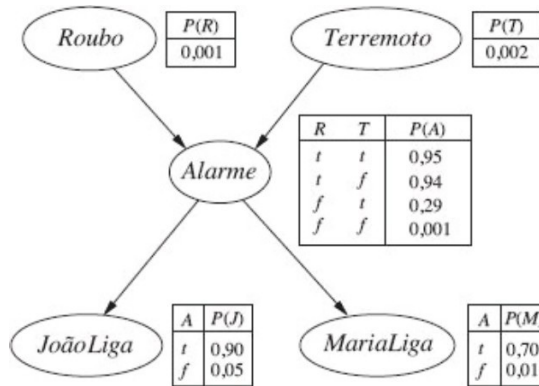 Roubo
P(R)
0,001
Terremoto
P(T)
0,002
Alarme
R T P(A)
t t 0,95
t f 0,94
f t 0,29
f f 0,001
JoãoLiga
A P(J)
t 0,90
f 0,05
MariaLiga
A P(M
t 0,70
f 0,01